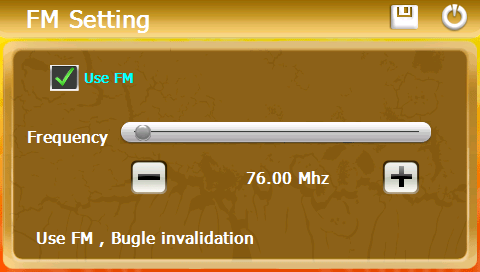 FM Setting
Use FM
Frequency
76.00 Mhz
Use FM , Bugle invalidation